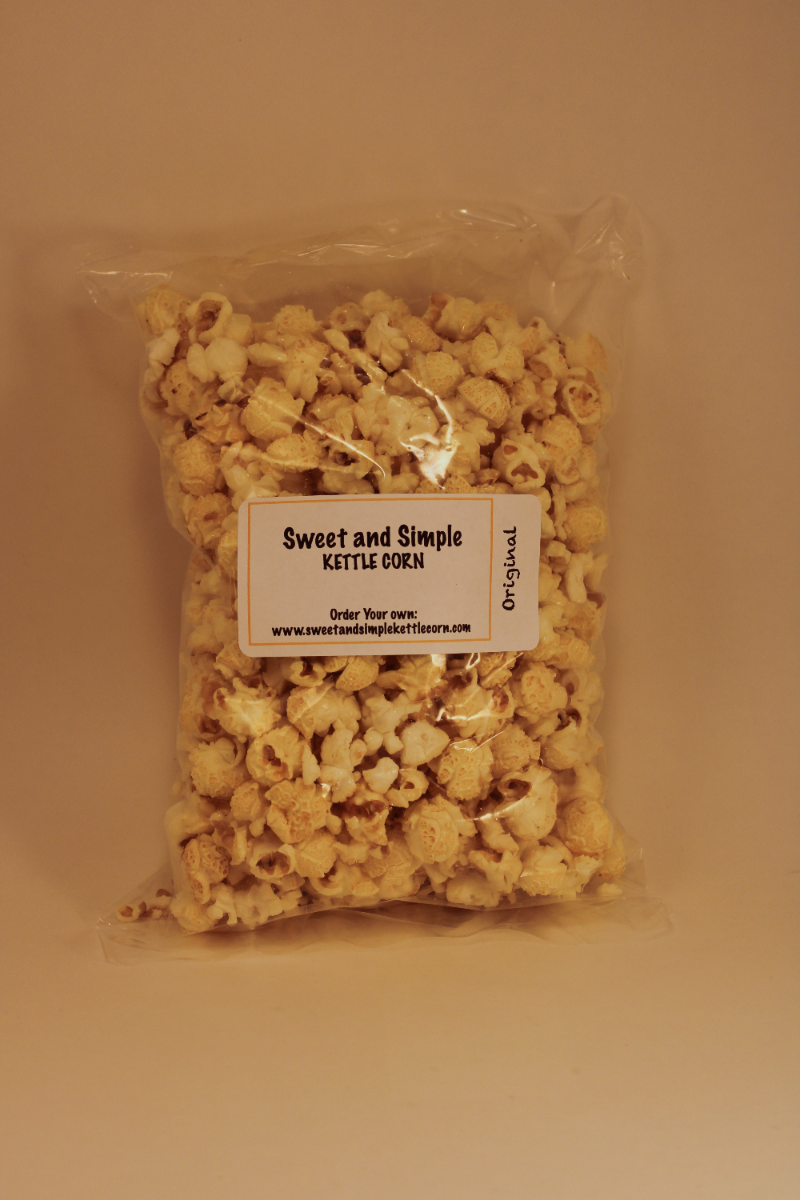 Sweet and Simple
KETTLE CORN
Order Your own:
www.sweetandsimplekettlecorn.com
Original